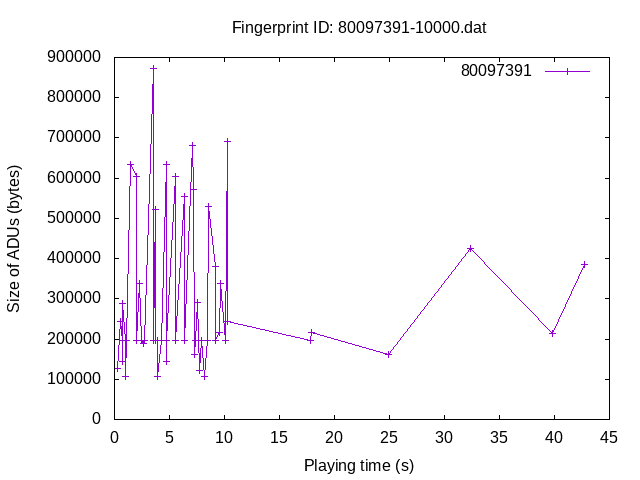 Fingerprint ID: 80097391-10000.dat
80097391
Size of ADUs (bytes)
900000
800000
700000
600000
500000
400000
300000
200000
100000
0
0 5 10 15 20 25 30 35 40 45
Playing time (s)